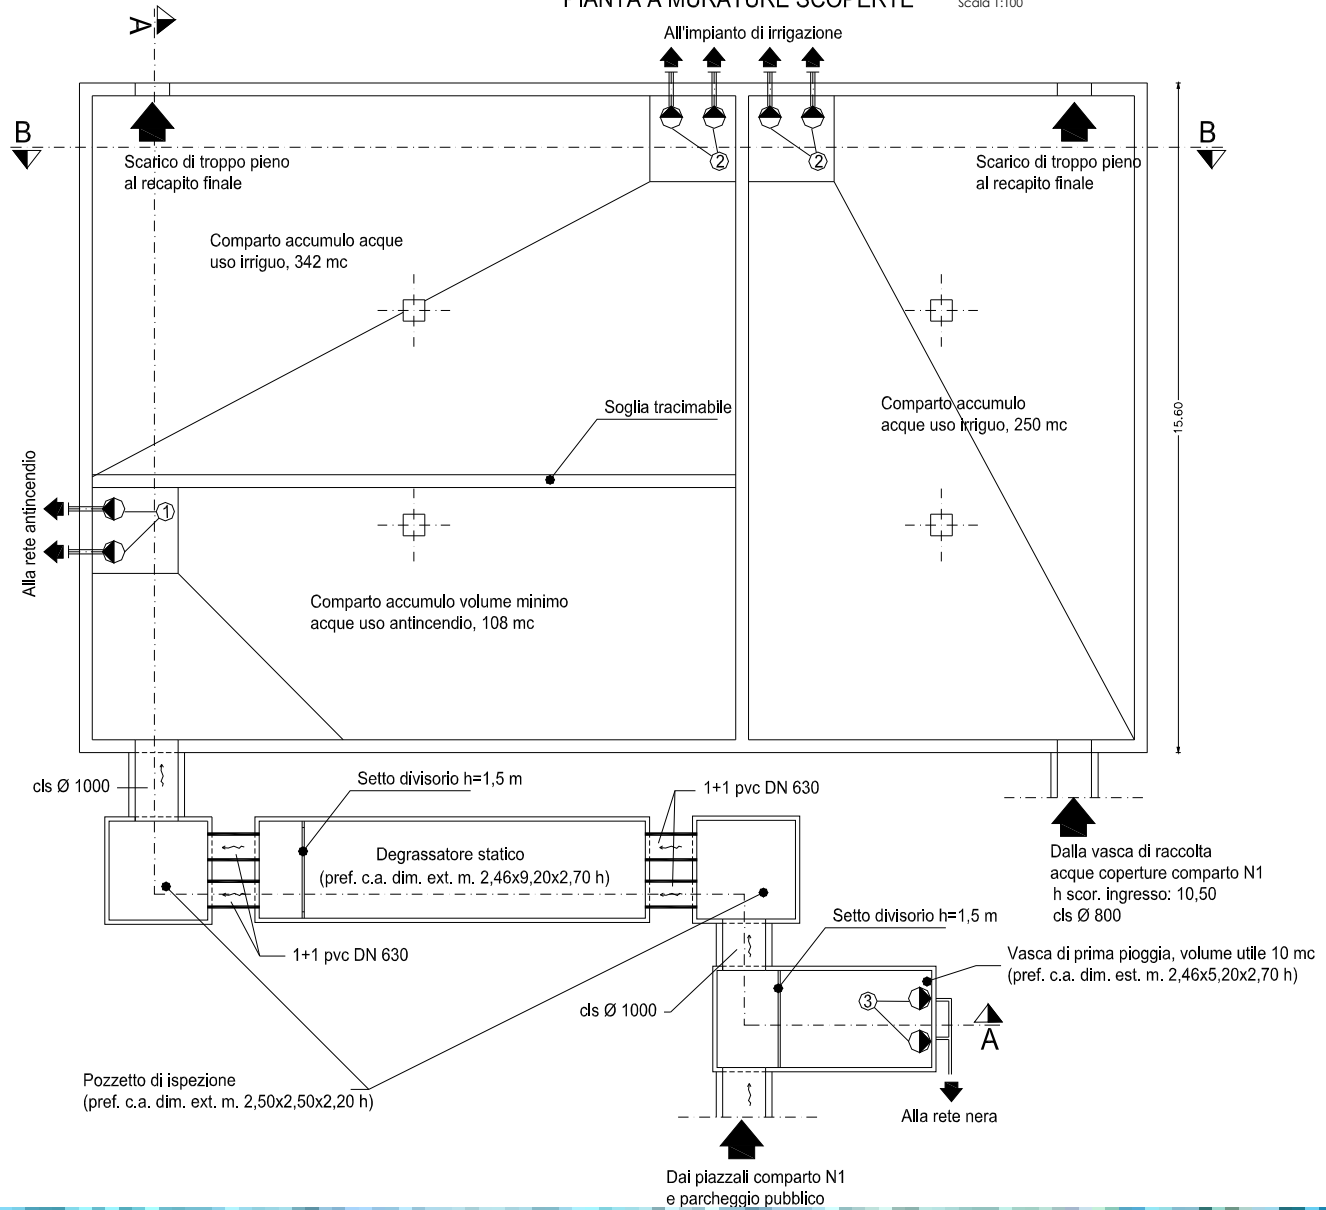 PIANTA A MURATURE SCOPERTE
Scala 1:100
A
All'impianto di irrigazione
B
B
Scarico di troppo pieno
al recapito finale
2
2
Scarico di troppo pieno
al recapito finale
Comparto accumulo acque
uso irriguo, 342 mc
Soglia tracimabile
Comparto accumulo
acque uso irriguo, 250 mc
15.60
Alla rete antincendio
1
Comparto accumulo volume minimo
acque uso antincendio, 108 mc
cls Ø 1000
Setto divisorio h=1,5 m
1+1 pvc DN 630
Degrassatore statico
(pref. c.a. dim. ext. m. 2,46x9,20x2,70 h)
Dalla vasca di raccolta
acque coperture comparto N1
h scor. ingresso: 10,50
cls Ø 800
1+1 pvc DN 630
Setto divisorio h=1,5 m
Vasca di prima pioggia, volume utile 10 mc
(pref. c.a. dim. est. m. 2,46x5,20x2,70 h)
cls Ø 1000
3
A
Pozzetto di ispezione
(pref. c.a. dim. ext. m. 2,50x2,50x2,20 h)
Alla rete nera
Dai piazzali comparto N1
e parcheggio pubblico